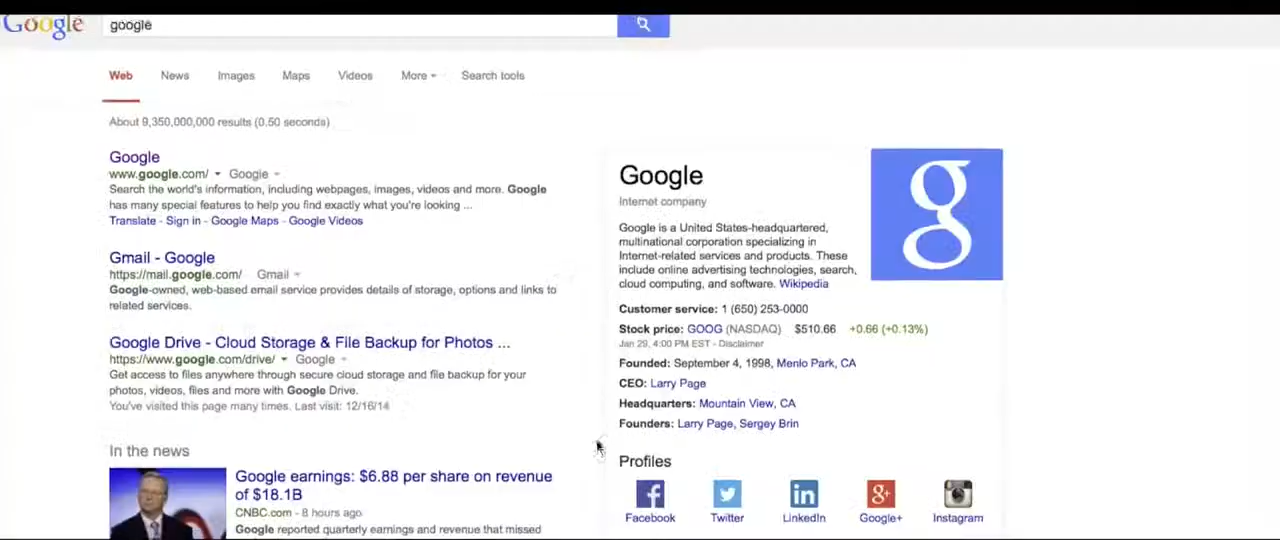 Google
google
Web News Images Maps Videos More Search tools
About 9,350,000,000 results (0.50 seconds)
Google
www.google.com/ Google
Search the world's information, including webpages, images, videos and more. Google
has many special features to help you find exactly what you're looking ...
Translate - Sign in - Google Maps - Google Videos
Gmail - Google
https://mail.google.com/ Gmail
Google-owned, web-based email service provides details of storage, options and links to
related services.
Google Drive - Cloud Storage & File Backup for Photos ...
https://www.google.com/drive/ Google
Get access to files anywhere through secure cloud storage and file backup for your
photos, videos, files and more with Google Drive.
You've visited this page many times. Last visit: 12/16/14
In the news
Google earnings: $6.88 per share on revenue
of $18.1B
CNBC.com - 8 hours ago
Google reported quarterly earnings and revenue that missed
Google
Internet company
g
Google is a United States-headquartered,
multinational corporation specializing in
Internet-related services and products. These
include online advertising technologies, search,
cloud computing, and software. Wikipedia
Customer service: 1 (650) 253-0000
Stock price: GOOG (NASDAQ) $510.66 +0.66 (+0.13%)
Jan 29, 4:00 PM EST - Disclaimer
Founded: September 4, 1998, Menlo Park, CA
CEO: Larry Page
Headquarters: Mountain View, CA
Founders: Larry Page, Sergey Brin
Profiles
Facebook Twitter LinkedIn Google+ Instagram